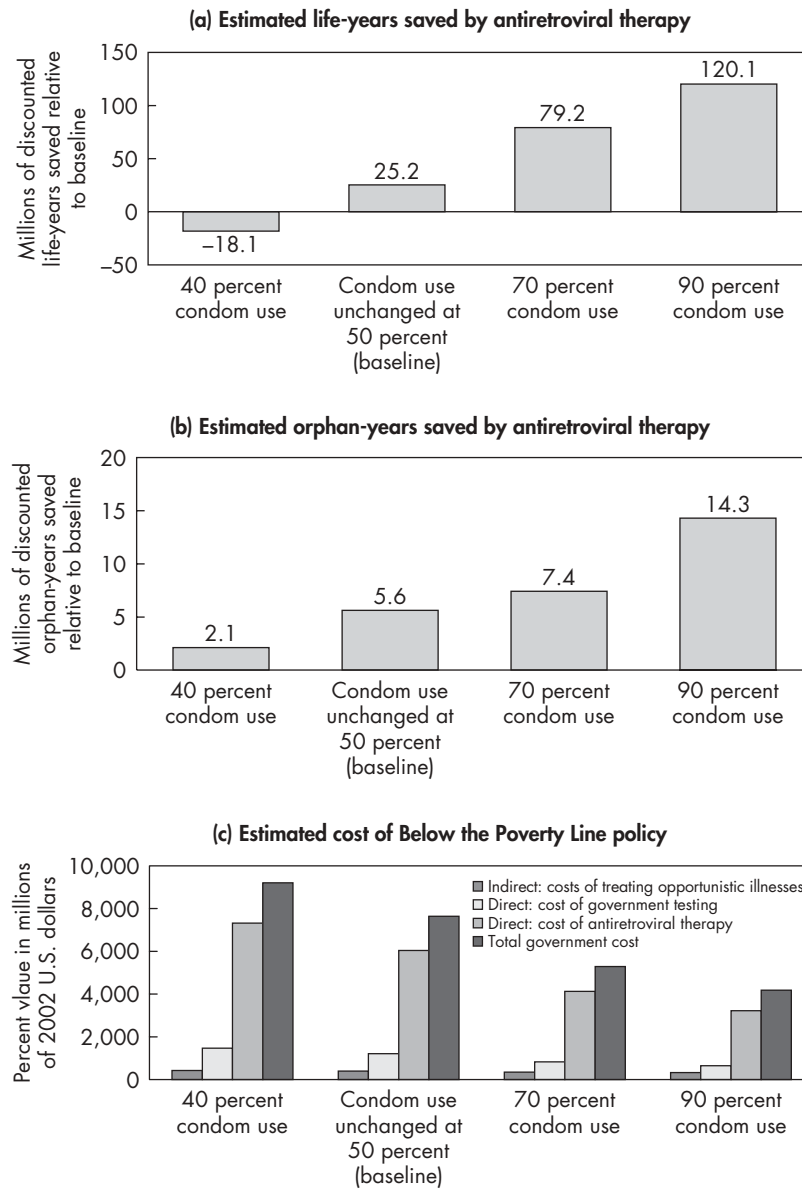 (a) Estimated life-years saved by antiretroviral therapy
Millions of discounted
life-years saved relative
to baseline
150
100
50
0
–50
–18.1
25.2
79.2
120.1
40 percent
condom use
Condom use
unchanged at
50 percent
(baseline)
70 percent
condom use
90 percent
condom use
(b) Estimated orphan-years saved by antiretroviral therapy
Millions of discounted
orphan-years saved
relative to baseline
20
15
10
5
0
2.1
5.6
7.4
14.3
40 percent
condom use
Condom use
unchanged at
50 percent
(baseline)
70 percent
condom use
90 percent
condom use
(c) Estimated cost of Below the Poverty Line policy
Percent vlaue in millions
of 2002 U.S. dollars
10,000
8,000
6,000
4,000
2,000
0
Indirect: costs of treating opportunistic illnesses
Direct: cost of government testing
Direct: cost of antiretroviral therapy
Total government cost
40 percent
condom use
Condom use
unchanged at
50 percent
(baseline)
70 percent
condom use
90 percent
condom use